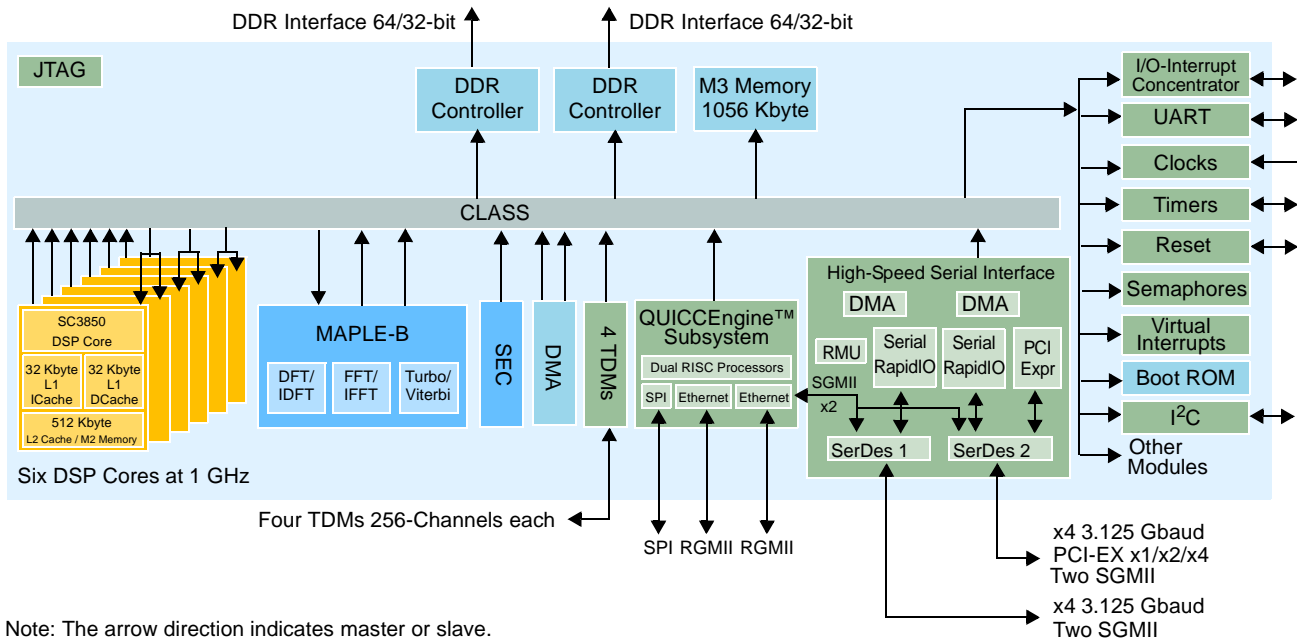 DDR Interface 64/32-bit
DDR Interface 64/32-bit
JTAG
DDR
Controller
DDR
Controller
M3 Memory
1056 Kbyte
I/O-Interrupt
Concentrator
UART
Clocks
Timers
Reset
Semaphores
Virtual
Interrupts
Boot ROM
I²C
Other
Modules
CLASS
SC3850
DSP Core
32 Kbyte
L1
ICache
32 Kbyte
L1
DCache
512 Kbyte
L2 Cache / M2 Memory
Six DSP Cores at 1 GHz
MAPLE-B
DFT/
IDFT
FFT/
IFFT
Turbo/
Viterbi
SEC
DMA
4 TDMs
QUICCEngine™
Subsystem
Dual RISC Processors
SPI
Ethernet
Ethernet
SGMII
x2
High-Speed Serial Interface
DMA
DMA
RMU
Serial
RapidIO
Serial
RapidIO
PCI
Expr
SerDes 1
SerDes 2
Four TDMs 256-Channels each
SPI
RGMII
RGMII
x4 3.125 Gbaud
PCI-EX x1/x2/x4
Two SGMII
x4 3.125 Gbaud
Two SGMII
Note: The arrow direction indicates master or slave.